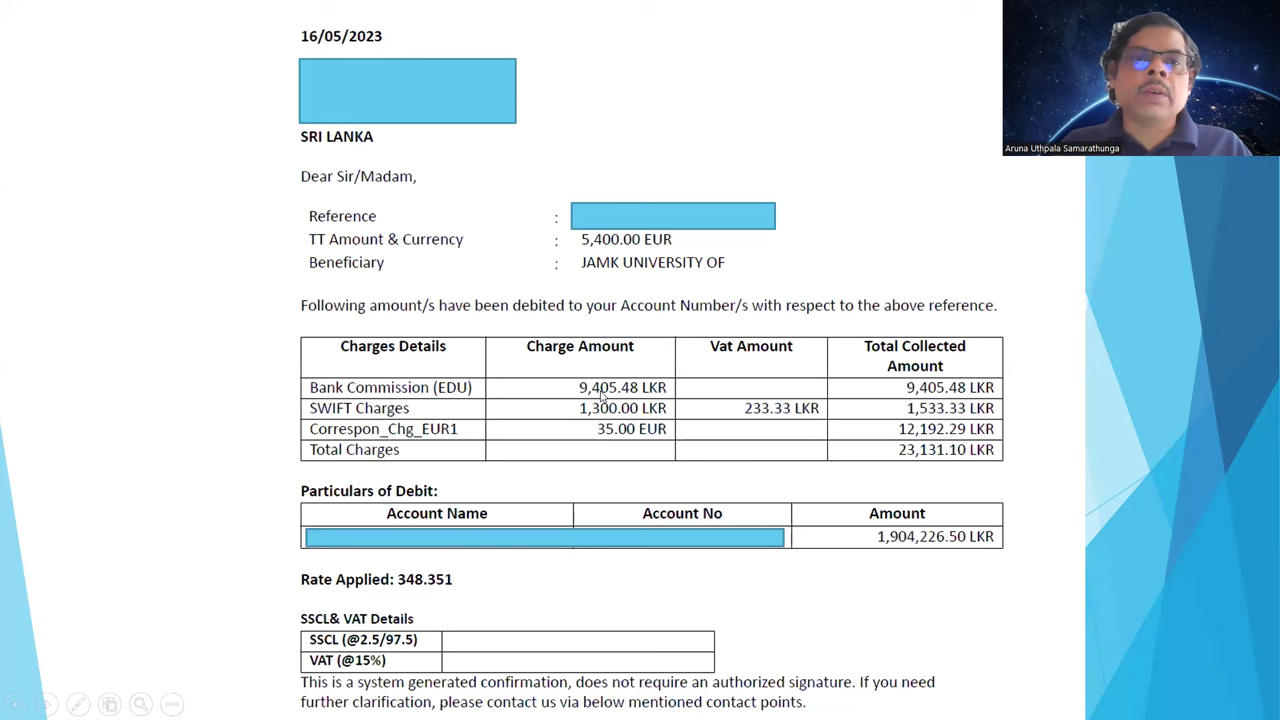 16/05/2023
Aruna Uthpala Samarathunga
SRI LANKA
Dear Sir/Madam,
Reference :
TT Amount & Currency : 5,400.00 EUR
Beneficiary : JAMK UNIVERSITY OF
Following amount/s have been debited to your Account Number/s with respect to the above reference.
Charges Details Charge Amount Vat Amount Total Collected Amount
Bank Commission (EDU) 9,405.48 LKR 9,405.48 LKR
SWIFT Charges 1,300.00 LKR 233.33 LKR 1,533.33 LKR
Correspon_Chg_EUR1 35.00 EUR 12,192.29 LKR
Total Charges 23,131.10 LKR
Particulars of Debit:
Account Name Account No Amount
1,904,226.50 LKR
Rate Applied: 348.351
SSCL& VAT Details
SSCL (@2.5/97.5)
VAT (@15%)
This is a system generated confirmation, does not require an authorized signature. If you need
further clarification, please contact us via below mentioned contact points.